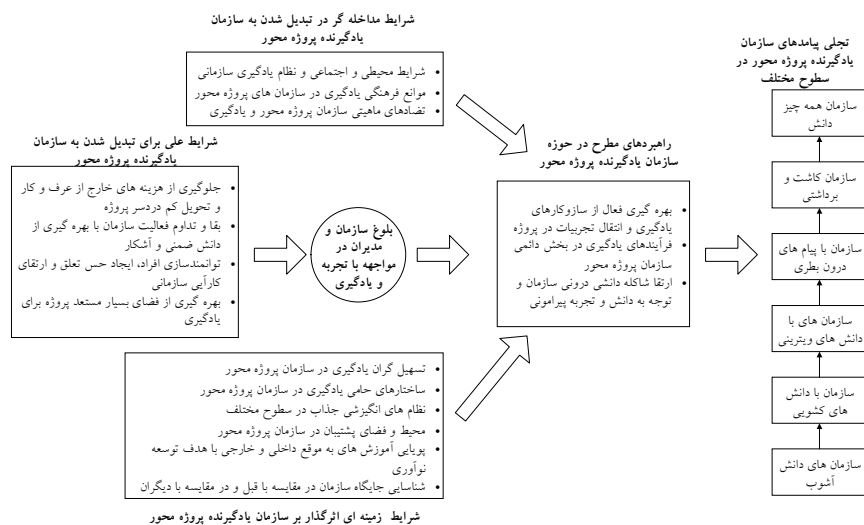 شرایط مداخله گر در تبدیل شدن به سازمان
یادگیرنده پروژه محور
• شرایط محیطی و اجتماعی و نظام یادگیری سازمانی
• موانع فرهنگی یادگیری در سازمان های پروژه محور
• تضادهای ماهیتی سازمان پروژه محور و یادگیری
شرایط علی برای تبدیل شدن به سازمان
یادگیرنده پروژه محور
• جلوگیری از هزینه های خارج از عرف و کار
و تحویل کم دردسر پروژه
• بقا و تداوم فعالیت سازمان با بهره گیری از
دانش ضمنی و آشکار
• توانمندسازی افراد، ایجاد حس تعلق و ارتقای
کارآیی سازمانی
• بهره گیری از فضای بسیار مستعد پروژه برای
یادگیری
بلوغ سازمان و
مدیران در
مواجهه با تجربه
و یادگیری
راهبردهای مطرح در حوزه
سازمان یادگیرنده پروژه محور
• بهره گیری فعال از سازوکارهای
یادگیری و انتقال تجربیات در پروژه
• فرآیندهای یادگیری در بخش دائمی
سازمان پروژه محور
• ارتقا شاکله دانشی درونی سازمان و
توجه به دانش و تجربه پیرامونی
• تسهیل گران یادگیری در سازمان پروژه محور
• ساختارهای حامی یادگیری در سازمان پروژه محور
• نظام های انگیزشی جذاب در سطوح مختلف
• محیط و فضای پشتیبان در سازمان پروژه محور
• پویایی آموزش های به موقع داخلی و خارجی با هدف توسعه
نوآوری
• شناسایی جایگاه سازمان در مقایسه با قبل و در مقایسه با دیگران
شرایط زمینه ای اثرگذار بر سازمان یادگیرنده پروژه محور
تجلی پیامدهای سازمان
یادگیرنده پروژه محور در
سطوح مختلف
سازمان همه چیز
دانش
سازمان کاشت و
برداشتی
سازمان با پیام های
درون بطری
سازمان های با
دانش های ویترینی
سازمان با دانش
های کشویی
سازمان های دانش
آشوب